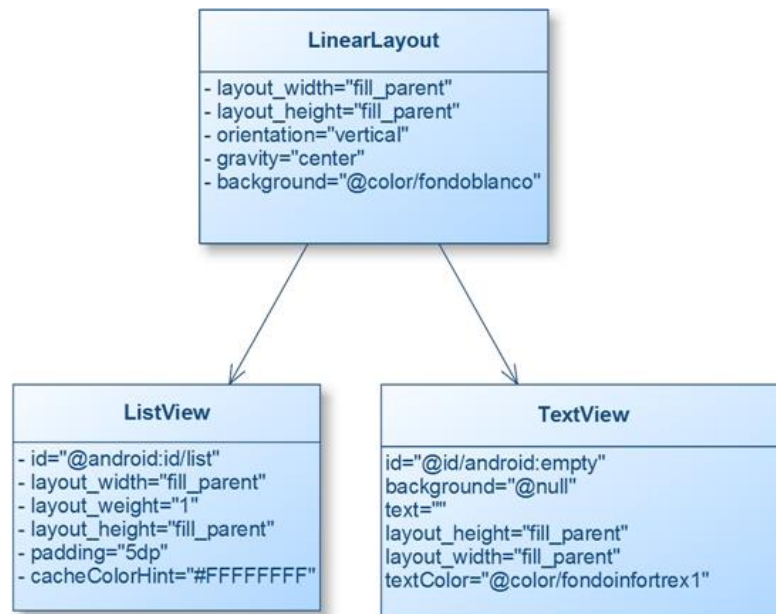 LinearLayout
- layout_width="fill_parent"
- layout_height="fill_parent"
- orientation="vertical"
- gravity="center"
- background="@color/fondoblanco"
ListView
- id="@android:id/list"
- layout_width="fill_parent"
- layout_weight="1"
- layout_height="fill_parent"
- padding="5dp"
- cacheColorHint="#FFFFFFFF"
TextView
id="@id/android:empty"
background="@null"
text=""
layout_height="fill_parent"
layout_width="fill_parent"
textColor="@color/fondoinfortrex1"